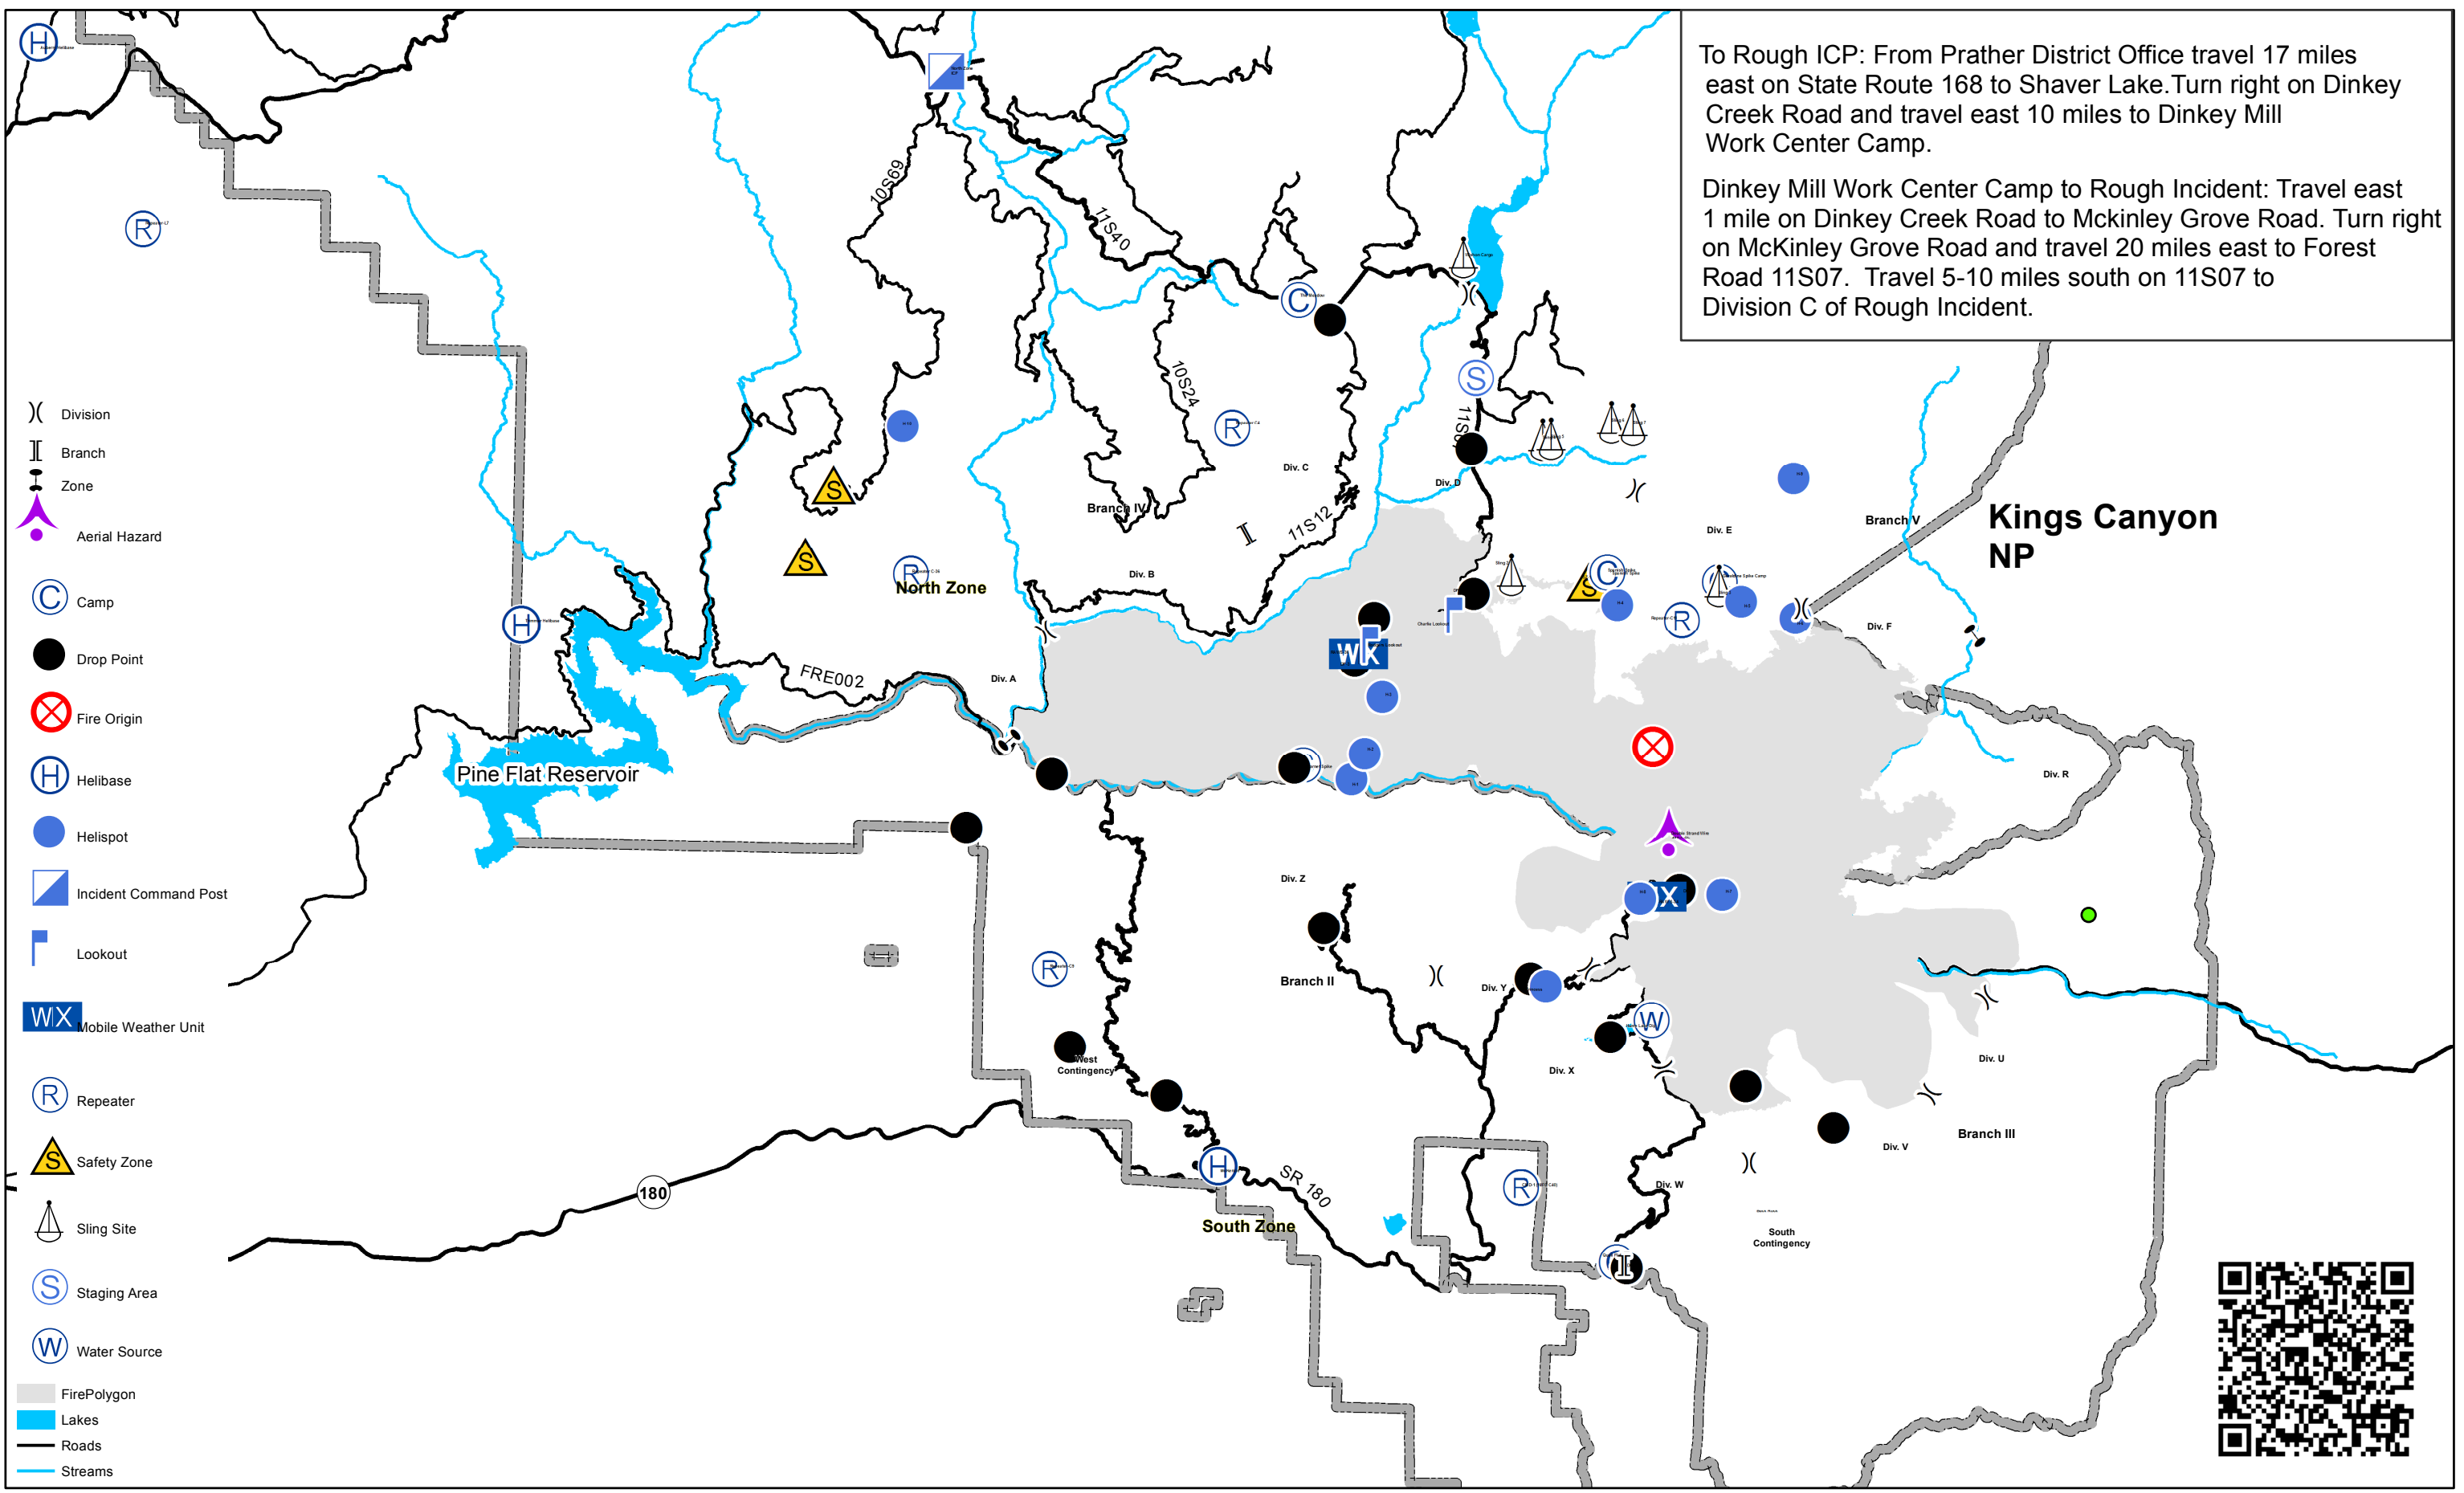 To Rough ICP: From Prather District Office travel 17 miles
east on State Route 168 to Shaver Lake.Turn right on Dinkey
Creek Road and travel east 10 miles to Dinkey Mill
Work Center Camp.
Dinkey Mill Work Center Camp to Rough Incident: Travel east
1 mile on Dinkey Creek Road to Mckinley Grove Road. Turn right
on McKinley Grove Road and travel 20 miles east to Forest
Road 11S07.  Travel 5-10 miles south on 11S07 to
Division C of Rough Incident.
10S69
11S40
10S24
11S12
Div. C
Div. D
Branch IV
Div. E
Branch V
Kings Canyon
NP
Div. B
North Zone
Div. F
Div. A
FRE002
Pine Flat Reservoir
Div. R
Div. Z
Branch II
Div. Y
West
Contingency
Div. X
Div. U
Branch III
Div. V
Div. W
180
SR 180
South Zone
South
Contingency
Charlie Lookout
WX
Division
Branch
Zone
Aerial Hazard
C Camp
Drop Point
Fire Origin
H Helibase
Helispot
Incident Command Post
Lookout
WX Mobile Weather Unit
R Repeater
S Safety Zone
Sling Site
S Staging Area
W Water Source
FirePolygon
Lakes
Roads
Streams